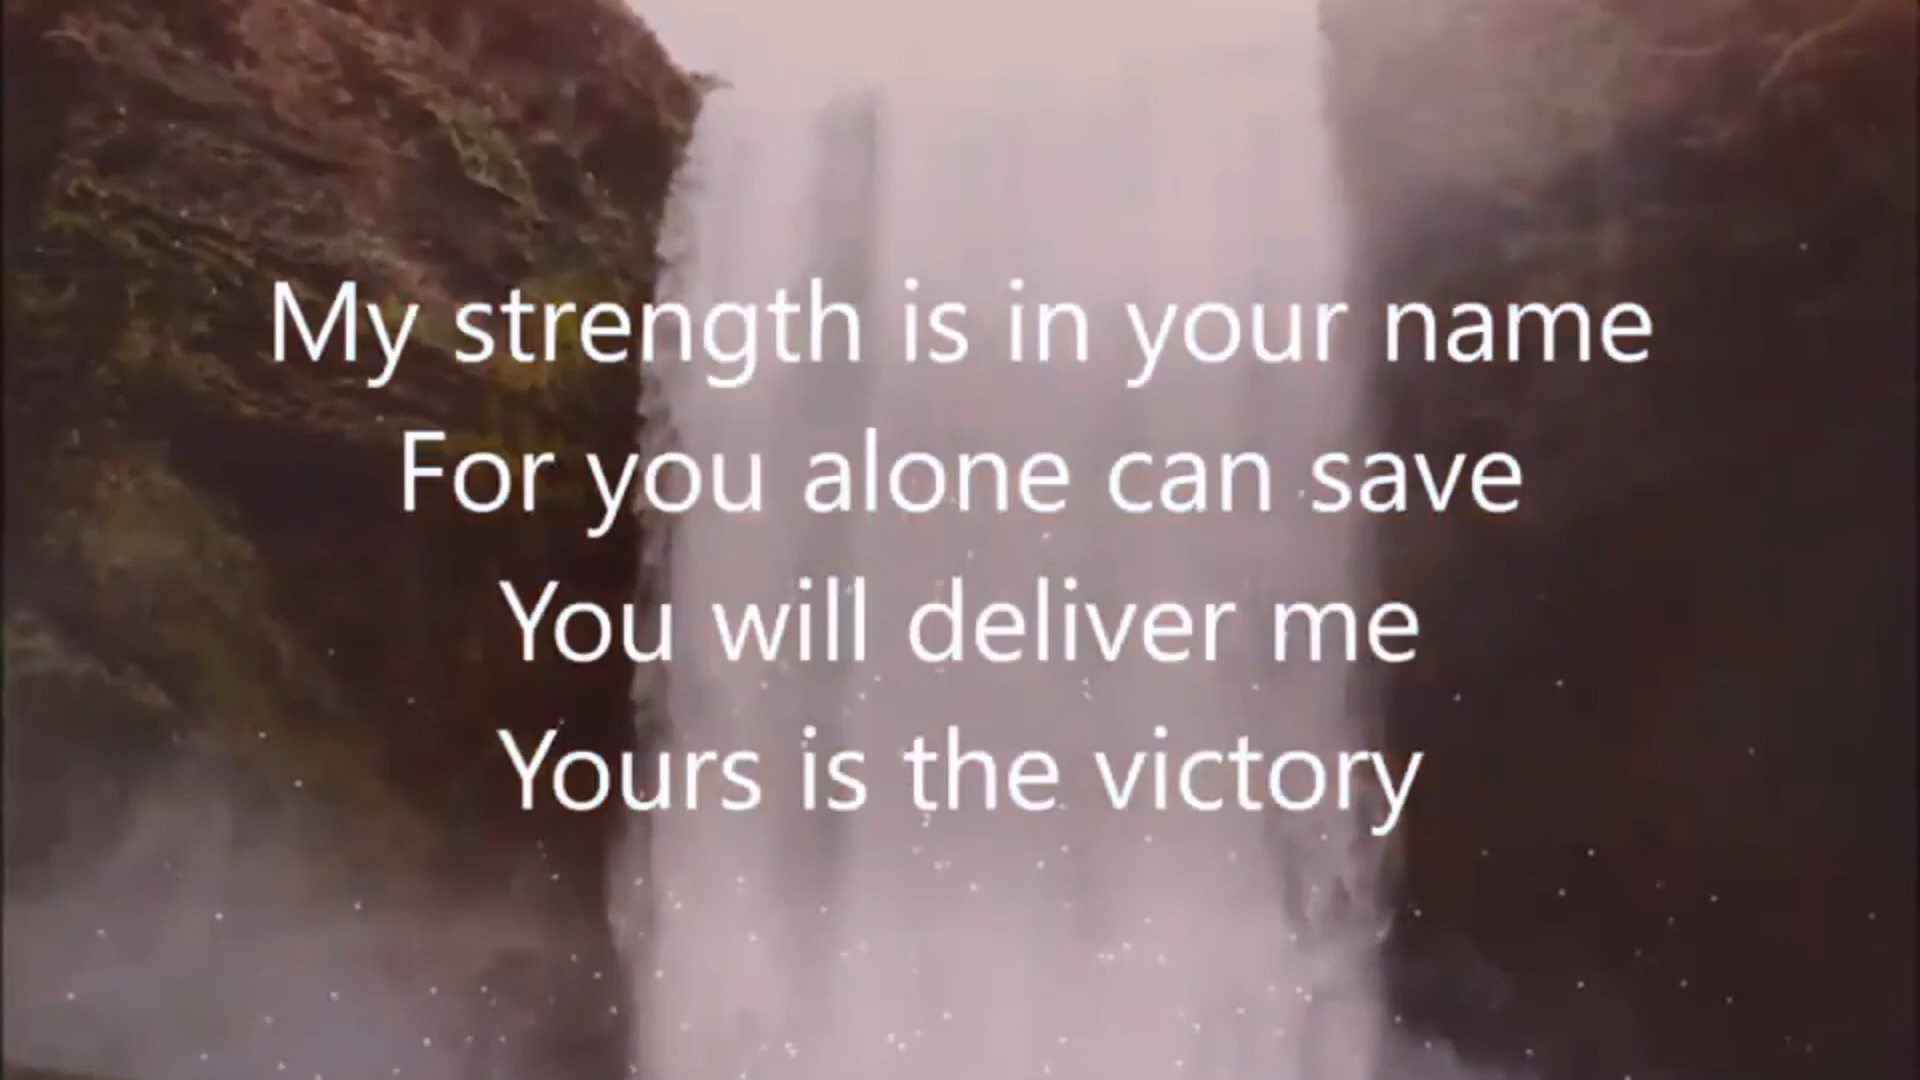 My strength is in your name
For you alone can save
You will deliver me
Yours is the victory